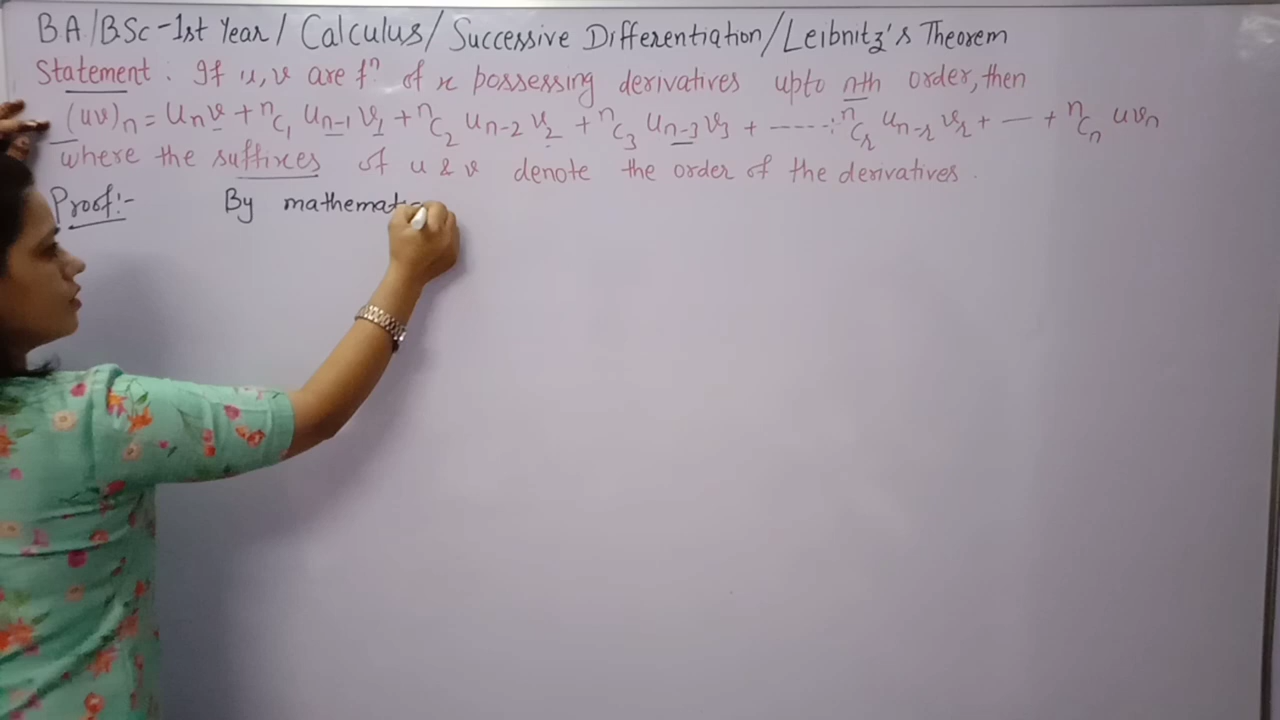 BA/BSc-1st Year/ Calculus/ Successive Differentiation/Leibnitz's Theorem
Statement : If u,v are fⁿ of x possessing derivatives upto nth order, then
(uv)n = Un v + ⁿC₁ Un-1 V₁ + ⁿC₂ Un-2 V₂ + ⁿC₃ Un-3 V₃ + -----: ⁿCr Un-r Vr + — + ⁿCn uvn
where the suffixes of u & v denote the order of the derivatives.
Proof:- By mathemati